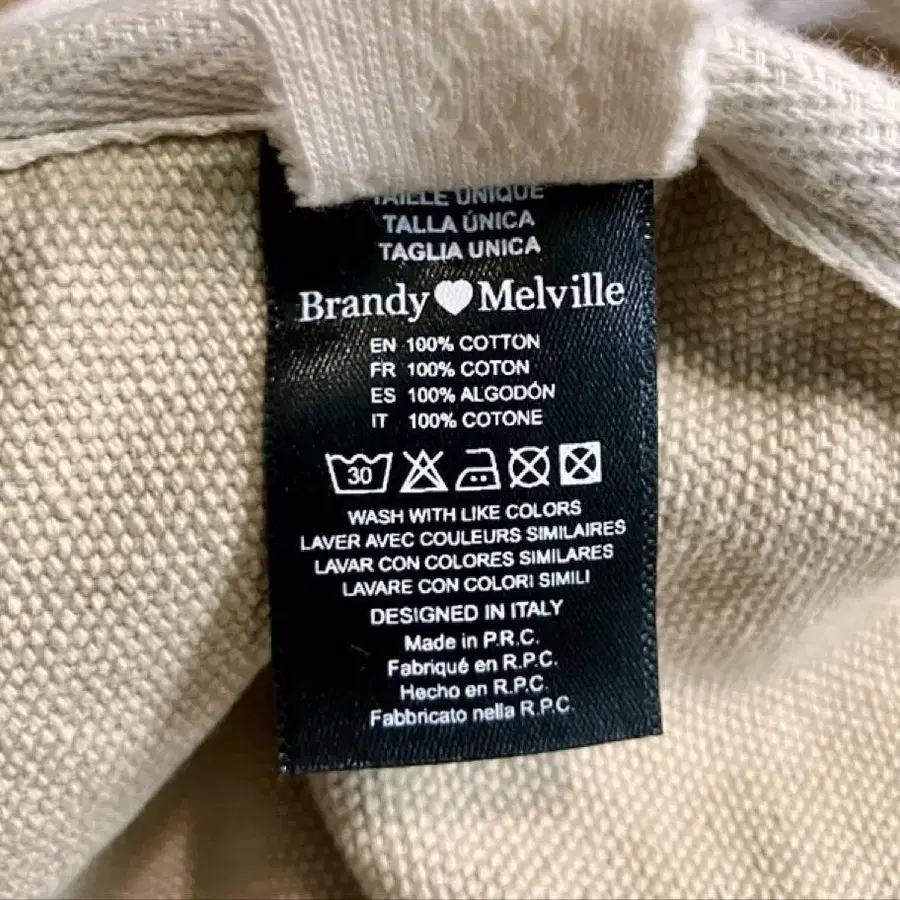 TAILLE UNIQUE
TALLA ÚNICA
TAGLIA UNICA
Brandy♥Melville
EN 100% COTTON
FR 100% COTON
ES 100% ALGODÓN
IT 100% COTONE
30
WASH WITH LIKE COLORS
LAVER AVEC COULEURS SIMILAIRES
LAVAR CON COLORES SIMILARES
LAVARE CON COLORI SIMILI
DESIGNED IN ITALY
Made in P.R.C.
Fabriqué en R.P.C.
Hecho en R.P.C.
Fabbricato nella R.P.C.